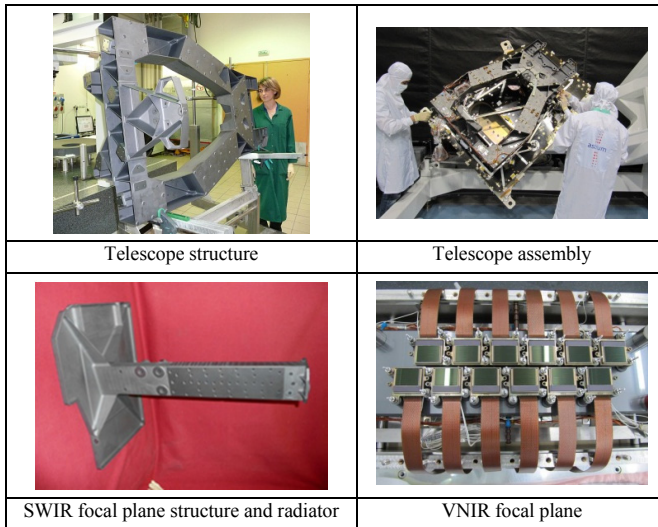 Telescope structure
Telescope assembly
SWIR focal plane structure and radiator
VNIR focal plane